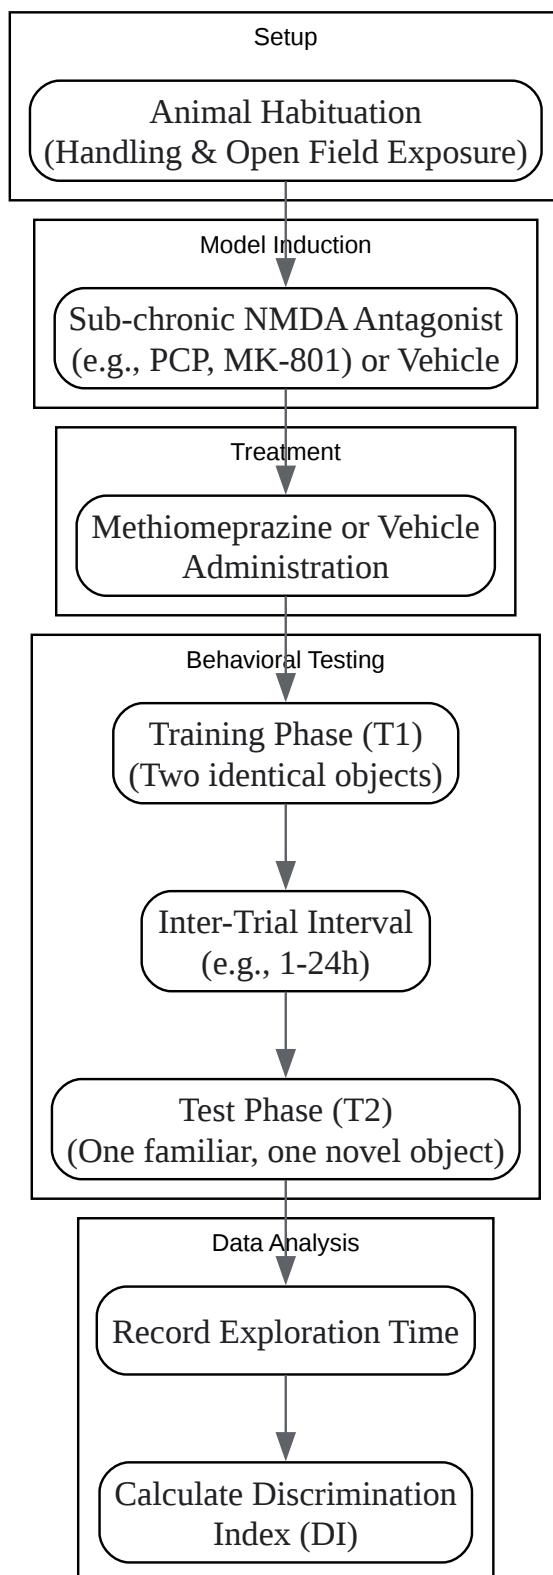 Setup
Animal Habituation
(Handling & Open Field Exposure)
Model Induction
Sub-chronic NMDA Antagonist
(e.g., PCP, MK-801) or Vehicle
Treatment
Methiomeprazine or Vehicle
Administration
Behavioral Testing
Training Phase (T1)
(Two identical objects)
Inter-Trial Interval
(e.g., 1-24h)
Test Phase (T2)
(One familiar, one novel object)
Data Analysis
Record Exploration Time
Calculate Discrimination
Index (DI)